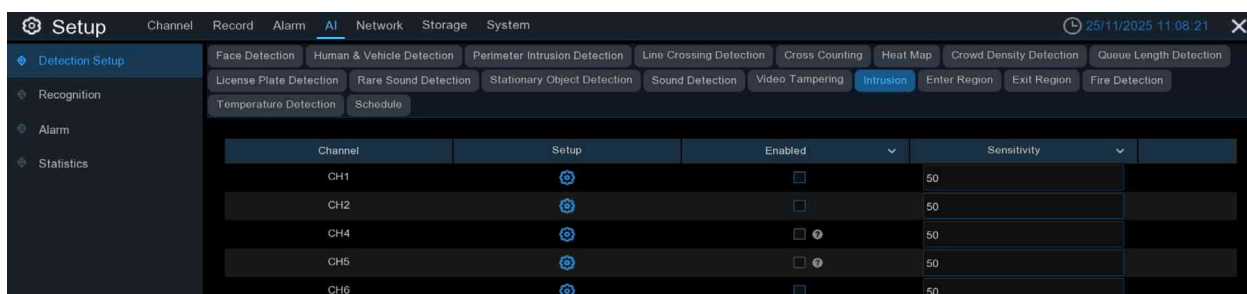 Setup Channel Record Alarm AI Network Storage System 25/11/2025 11:08:21
Detection Setup
Recognition
Alarm
Statistics
Face Detection Human & Vehicle Detection Perimeter Intrusion Detection Line Crossing Detection Cross Counting Heat Map Crowd Density Detection Queue Length Detection
License Plate Detection Rare Sound Detection Stationary Object Detection Sound Detection Video Tampering Intrusion Enter Region Exit Region Fire Detection
Temperature Detection Schedule
Channel Setup Enabled Sensitivity
CH1 50
CH2 50
CH4 50
CH5 50
CH6 50